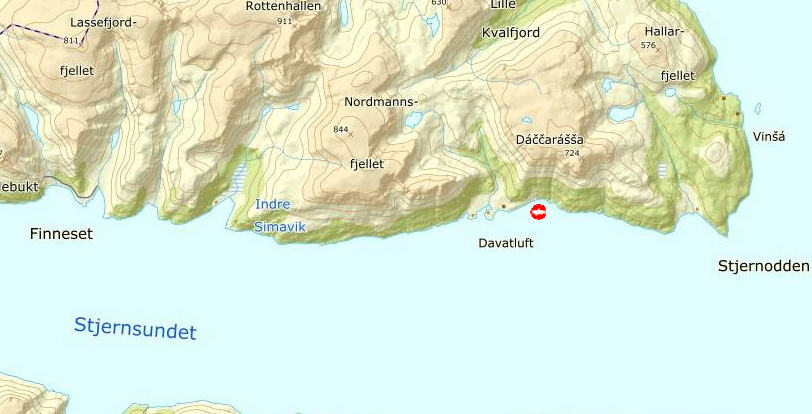 Rottenhallen
911
630
Lille
Kvalfjord
Lassefjord-
811
fjellet
Hallar-
576
fjellet
Nordmanns-
844
fjellet
Dáččarášša
724
Vinšá
ebukt
Indre
Simavik
Finneset
Davatluft
Stjernodden
Stjernsundet